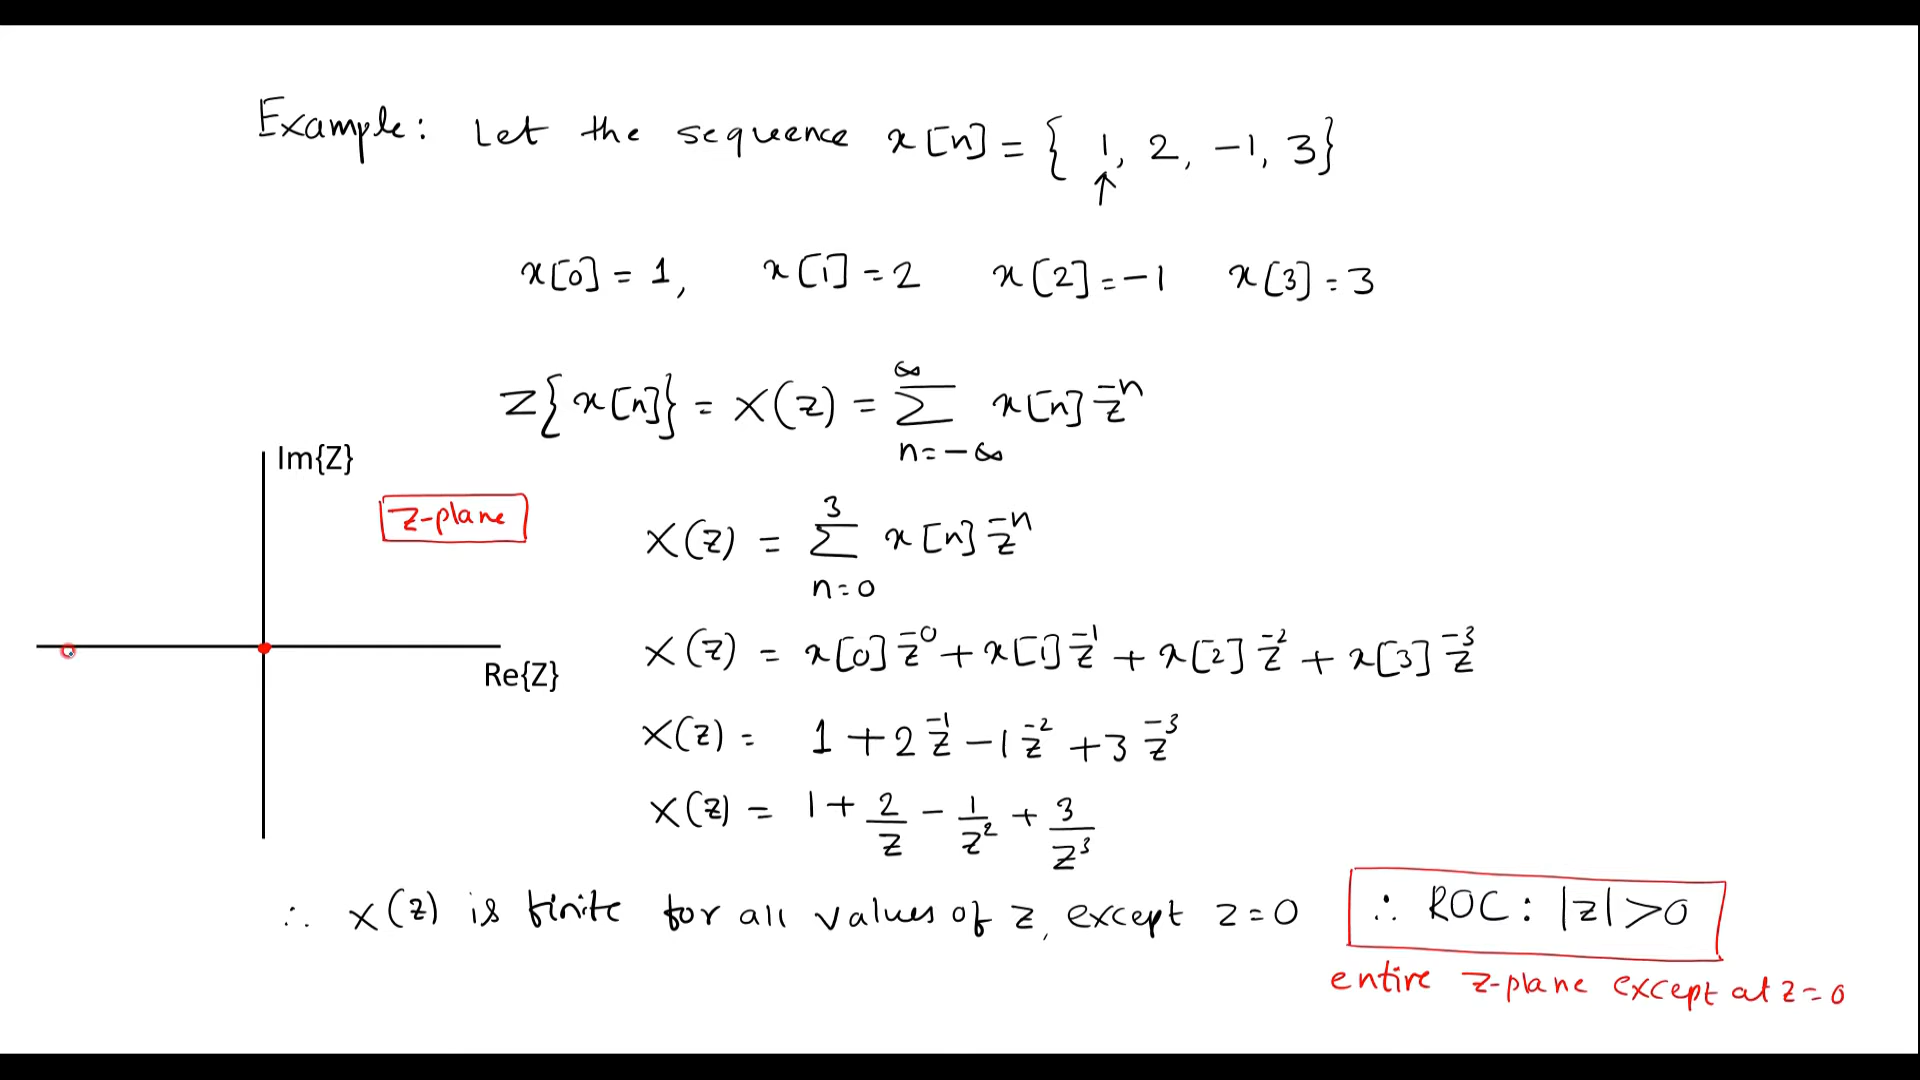 Example: Let the sequence x[n] = { 1, 2, -1, 3}
↑
x[0] = 1, x[1] = 2 x[2] = -1 x[3] = 3
Z{x[n]} = X(z) = ∑_{n=-∞}^{∞} x[n] z^{-n}
Im{Z}
Z-plane
X(z) = ∑_{n=0}^{3} x[n] z^{-n}
X(z) = x[0] z^{-0} + x[1] z^{-1} + x[2] z^{-2} + x[3] z^{-3}
Re{Z}
X(z) = 1 + 2 z^{-1} - 1 z^{-2} + 3 z^{-3}
X(z) = 1 + 2/z - 1/z^2 + 3/z^3
∴ X(z) is finite for all values of z, except z = 0 ∴ ROC : |z| > 0
entire z-plane except at z = 0